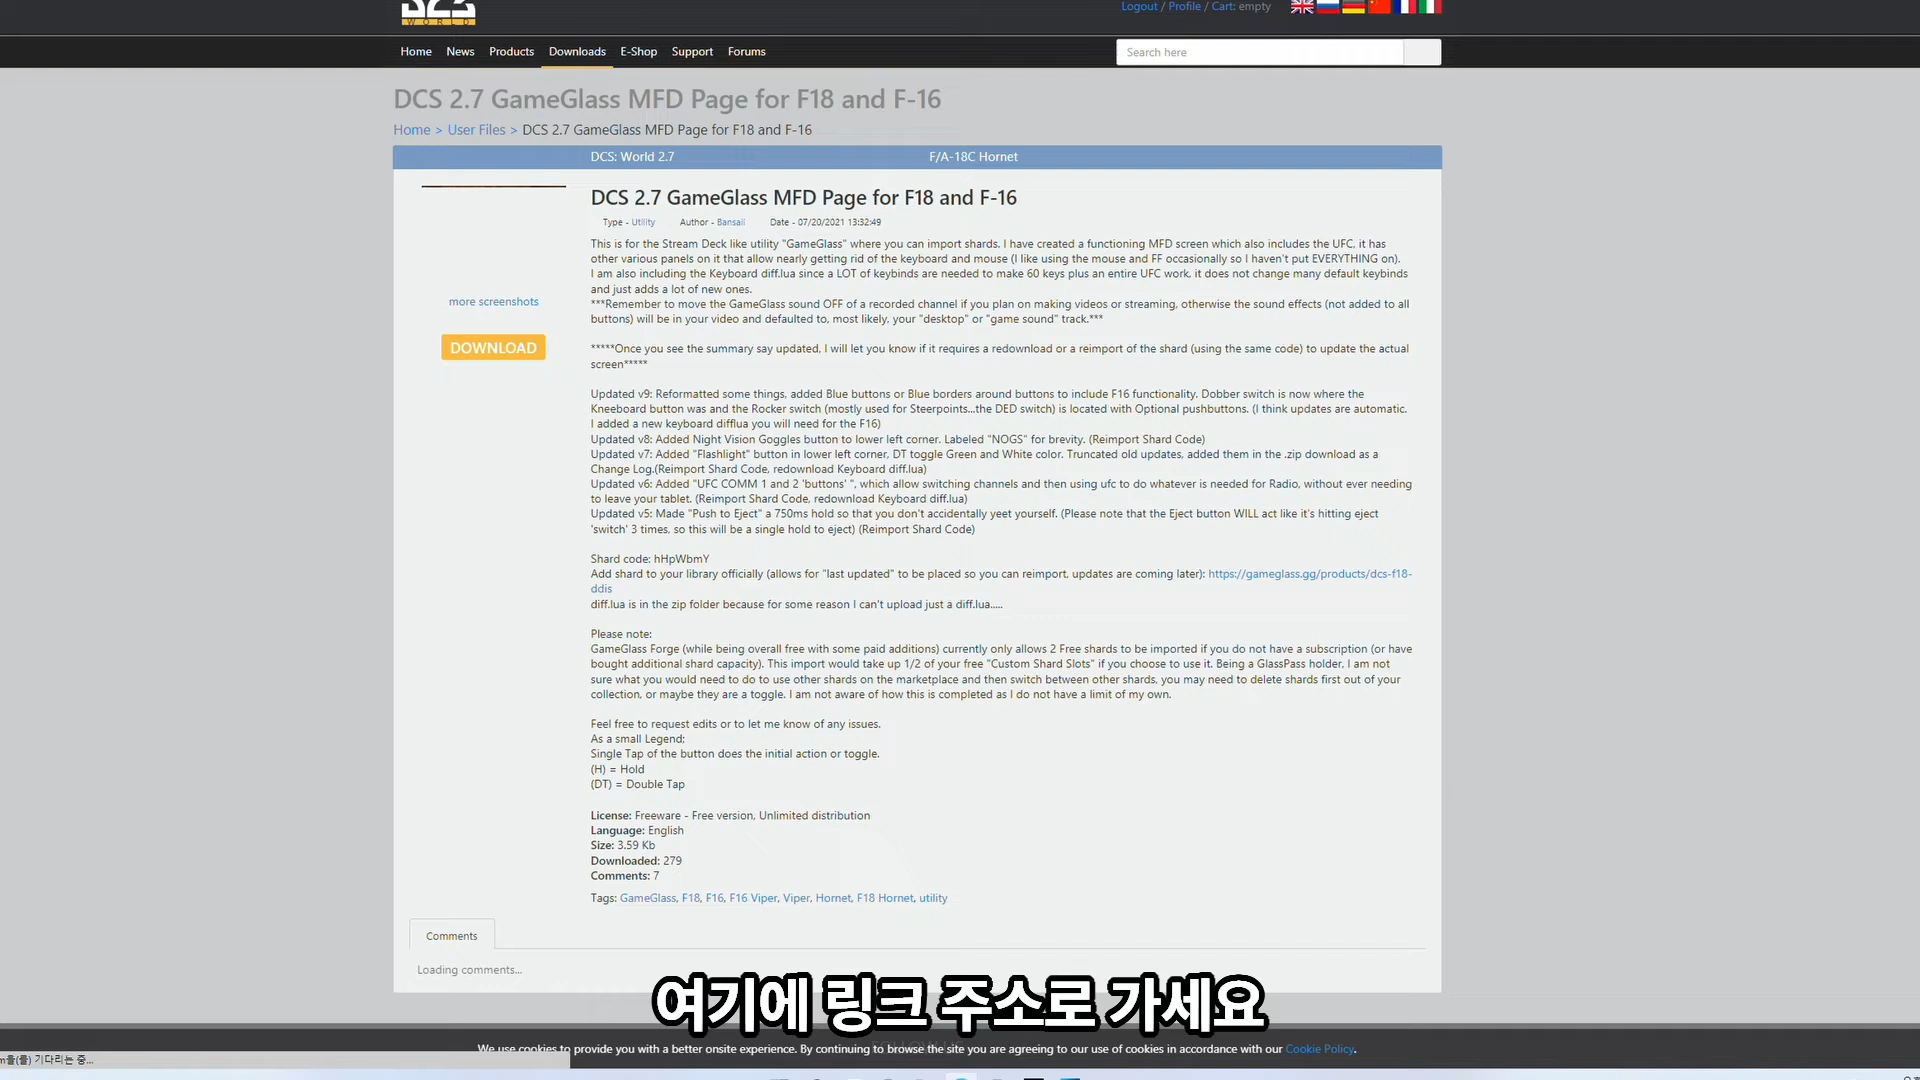 WORLD
Logout / Profile / Cart: empty
Home News Products Downloads E-Shop Support Forums
Search here
DCS 2.7 GameGlass MFD Page for F18 and F-16
Home > User Files > DCS 2.7 GameGlass MFD Page for F18 and F-16
DCS: World 2.7 F/A-18C Hornet
DCS 2.7 GameGlass MFD Page for F18 and F-16
Type - Utility Author - Bansaii Date - 07/20/2021 13:32:49
This is for the Stream Deck like utility "GameGlass" where you can import shards. I have created a functioning MFD screen which also includes the UFC, it has
other various panels on it that allow nearly getting rid of the keyboard and mouse (I like using the mouse and FF occasionally so I haven't put EVERYTHING on).
I am also including the Keyboard diff.lua since a LOT of keybinds are needed to make 60 keys plus an entire UFC work, it does not change many default keybinds
and just adds a lot of new ones.
***Remember to move the GameGlass sound OFF of a recorded channel if you plan on making videos or streaming, otherwise the sound effects (not added to all
buttons) will be in your video and defaulted to, most likely, your "desktop" or "game sound" track.***
more screenshots
DOWNLOAD
*****Once you see the summary say updated, I will let you know if it requires a redownload or a reimport of the shard (using the same code) to update the actual
screen*****
Updated v9: Reformatted some things, added Blue buttons or Blue borders around buttons to include F16 functionality. Dobber switch is now where the
Kneeboard button was and the Rocker switch (mostly used for Steerpoints...the DED switch) is located with Optional pushbuttons. (I think updates are automatic.
I added a new keyboard difflua you will need for the F16)
Updated v8: Added Night Vision Goggles button to lower left corner. Labeled "NOGS" for brevity. (Reimport Shard Code)
Updated v7: Added "Flashlight" button in lower left corner, DT toggle Green and White color. Truncated old updates, added them in the .zip download as a
Change Log.(Reimport Shard Code, redownload Keyboard diff.lua)
Updated v6: Added "UFC COMM 1 and 2 'buttons' ", which allow switching channels and then using ufc to do whatever is needed for Radio, without ever needing
to leave your tablet. (Reimport Shard Code, redownload Keyboard diff.lua)
Updated v5: Made "Push to Eject" a 750ms hold so that you don't accidentally yeet yourself. (Please note that the Eject button WILL act like it's hitting eject
'switch' 3 times, so this will be a single hold to eject) (Reimport Shard Code)
Shard code: hHpWbmY
Add shard to your library officially (allows for "last updated" to be placed so you can reimport, updates are coming later): https://gameglass.gg/products/dcs-f18-
ddis
diff.lua is in the zip folder because for some reason I can't upload just a diff.lua.....
Please note:
GameGlass Forge (while being overall free with some paid additions) currently only allows 2 Free shards to be imported if you do not have a subscription (or have
bought additional shard capacity). This import would take up 1/2 of your free "Custom Shard Slots" if you choose to use it. Being a GlassPass holder, I am not
sure what you would need to do to use other shards on the marketplace and then switch between other shards, you may need to delete shards first out of your
collection, or maybe they are a toggle. I am not aware of how this is completed as I do not have a limit of my own.
Feel free to request edits or to let me know of any issues.
As a small Legend;
Single Tap of the button does the initial action or toggle.
(H) = Hold
(DT) = Double Tap
License: Freeware - Free version, Unlimited distribution
Language: English
Size: 3.59 Kb
Downloaded: 279
Comments: 7
Tags: GameGlass, F18, F16, F16 Viper, Viper, Hornet, F18 Hornet, utility
Comments
Loading comments...
여기에 링크 주소로 가세요
We use cookies to provide you with a better onsite experience. By continuing to browse the site you are agreeing to our use of cookies in accordance with our Cookie Policy.
m을(를) 기다리는 중...